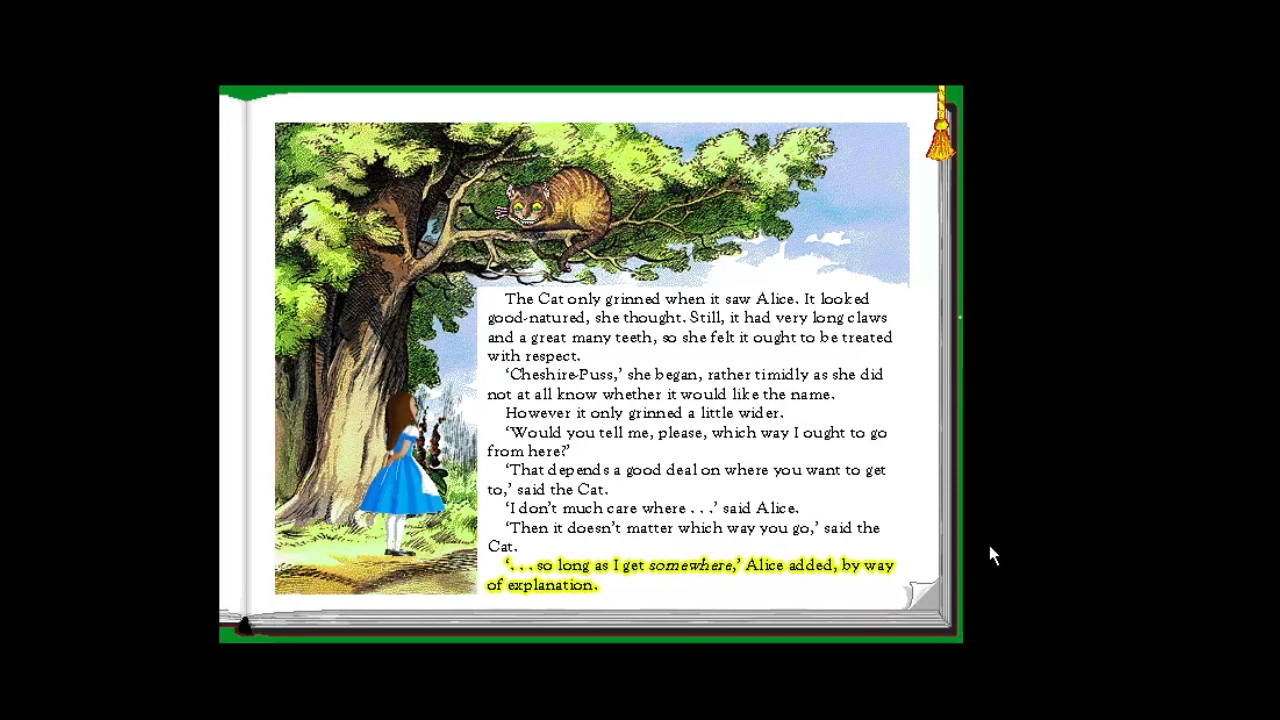 The Cat only grinned when it saw Alice. It looked
good-natured, she thought. Still, it had very long claws
and a great many teeth, so she felt it ought to be treated
with respect.
‘Cheshire-Puss,’ she began, rather timidly as she did
not at all know whether it would like the name.
However it only grinned a little wider.
‘Would you tell me, please, which way I ought to go
from here?’
‘That depends a good deal on where you want to get
to,’ said the Cat.
‘I don’t much care where . . .’ said Alice.
‘Then it doesn’t matter which way you go,’ said the
Cat.
‘. . . so long as I get somewhere,’ Alice added, by way
of explanation.